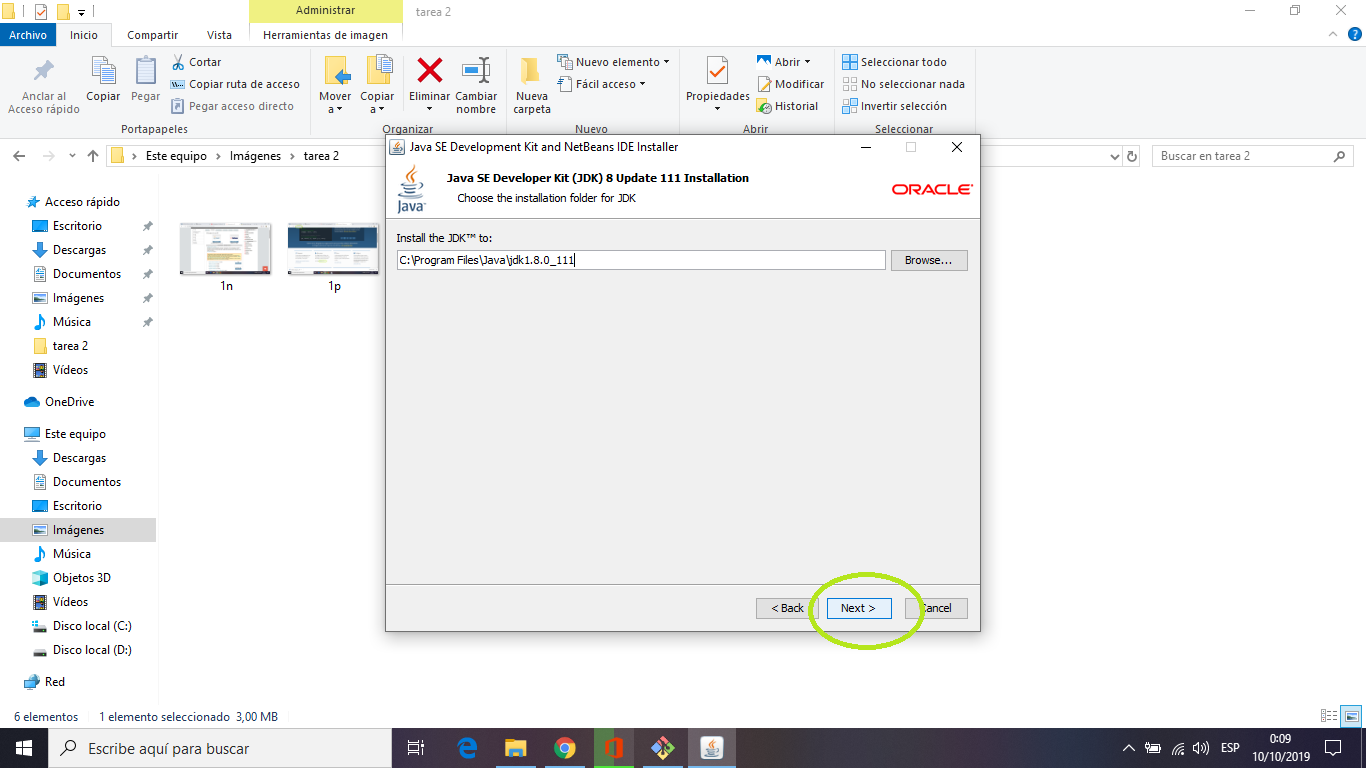 Administrar
tarea 2
Archivo
Inicio
Compartir
Vista
Herramientas de imagen
Anclar al
Acceso rápido
Copiar
Pegar
Cortar
Copiar ruta de acceso
Pegar acceso directo
Portapapeles
Mover
a
Copiar
a
Eliminar
Cambiar
nombre
Organizar
Nueva
carpeta
Nuevo elemento
Fácil acceso
Nuevo
Propiedades
Abrir
Modificar
Historial
Abrir
Seleccionar todo
No seleccionar nada
Invertir selección
Seleccionar
Este equipo
Imágenes
tarea 2
Buscar en tarea 2
Acceso rápido
Escritorio
Descargas
Documentos
Imágenes
Música
tarea 2
Vídeos
OneDrive
Este equipo
Descargas
Documentos
Escritorio
Imágenes
Música
Objetos 3D
Vídeos
Disco local (C:)
Disco local (D:)
Red
1n
1p
Java SE Development Kit and NetBeans IDE Installer
Java SE Developer Kit (JDK) 8 Update 111 Installation
Choose the installation folder for JDK
Java™
ORACLE®
Install the JDK™ to:
C:\Program Files\Java\jdk1.8.0_111
Browse...
< Back
Next >
Cancel
6 elementos
1 elemento seleccionado 3,00 MB
Escribe aquí para buscar
ESP
0:09
10/10/2019